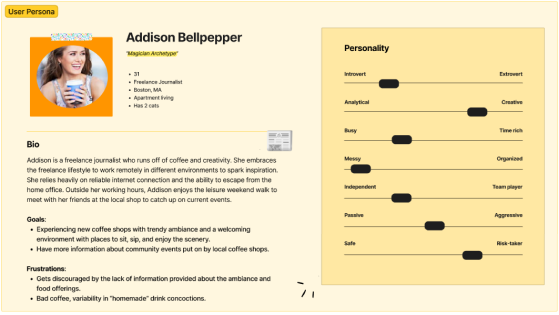 User Persona
Addison Bellpepper
"Magician Archetype"
• 31
• Freelance Journalist
• Boston, MA
• Apartment living
• Has 2 cats
Bio
Addison is a freelance journalist who runs off of coffee and creativity. She embraces
the freelance lifestyle to work remotely in different environments to spark inspiration.
She relies heavily on reliable internet connection and the ability to escape from the
home office. Outside her working hours, Addison enjoys the leisure weekend walk to
meet with her friends at the local shop to catch up on current events.
Goals:
• Experiencing new coffee shops with trendy ambiance and a welcoming
environment with places to sit, sip, and enjoy the scenery.
• Have more information about community events put on by local coffee shops.
Frustrations:
• Gets discouraged by the lack of information provided about the ambiance and
food offerings.
• Bad coffee, variability in "homemade" drink concoctions.
Personality
Introvert Extrovert
Analytical Creative
Busy Time rich
Messy Organized
Independent Team player
Passive Aggressive
Safe Risk-taker